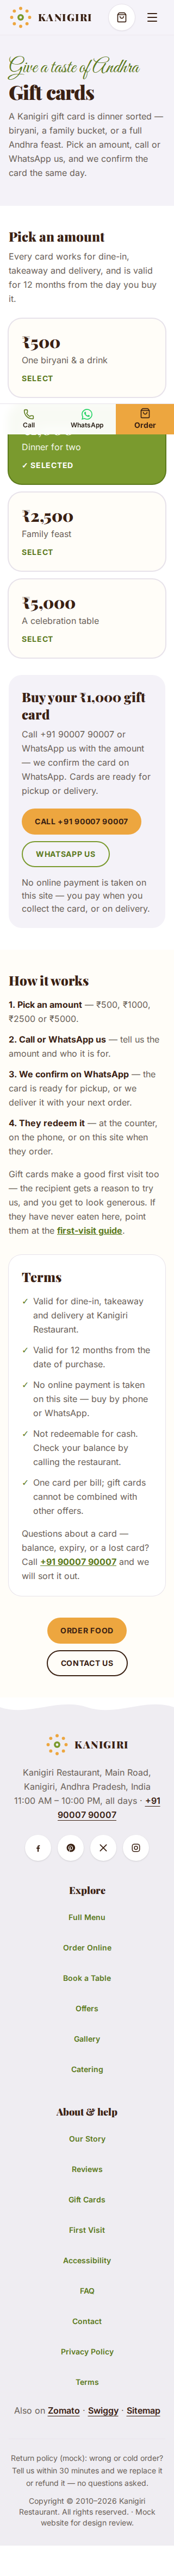 KANIGIRI
Give a taste of Andhra
Gift cards
A Kanigiri gift card is dinner sorted —
biryani, a family bucket, or a full
Andhra feast. Pick an amount, call or
WhatsApp us, and we confirm the
card the same day.
Pick an amount
Every card works for dine-in,
takeaway and delivery, and is valid
for 12 months from the day you buy
it.
₹500
One biryani & a drink
SELECT
Call
WhatsApp
Order
Dinner for two
✓ SELECTED
₹2,500
Family feast
SELECT
₹5,000
A celebration table
SELECT
Buy your ₹1,000 gift
card
Call +91 90007 90007 or
WhatsApp us with the amount
— we confirm the card on
WhatsApp. Cards are ready for
pickup or delivery.
CALL +91 90007 90007
WHATSAPP US
No online payment is taken on
this site — you pay when you
collect the card, or on delivery.
How it works
1. Pick an amount — ₹500, ₹1000,
₹2500 or ₹5000.
2. Call or WhatsApp us — tell us the
amount and who it is for.
3. We confirm on WhatsApp — the
card is ready for pickup, or we
deliver it with your next order.
4. They redeem it — at the counter,
on the phone, or on this site when
they order.
Gift cards make a good first visit too
— the recipient gets a reason to try
us, and you get to look generous. If
they have never eaten here, point
them at the first-visit guide.
Terms
✓ Valid for dine-in, takeaway
and delivery at Kanigiri
Restaurant.
✓ Valid for 12 months from the
date of purchase.
✓ No online payment is taken
on this site — buy by phone
or WhatsApp.
✓ Not redeemable for cash.
Check your balance by
calling the restaurant.
✓ One card per bill; gift cards
cannot be combined with
other offers.
Questions about a card —
balance, expiry, or a lost card?
Call +91 90007 90007 and we
will sort it out.
ORDER FOOD
CONTACT US
KANIGIRI
Kanigiri Restaurant, Main Road,
Kanigiri, Andhra Pradesh, India
11:00 AM – 10:00 PM, all days · +91
90007 90007
Explore
Full Menu
Order Online
Book a Table
Offers
Gallery
Catering
About & help
Our Story
Reviews
Gift Cards
First Visit
Accessibility
FAQ
Contact
Privacy Policy
Terms
Also on Zomato · Swiggy · Sitemap
Return policy (mock): wrong or cold order?
Tell us within 30 minutes and we replace it
or refund it — no questions asked.
Copyright © 2010–2026 Kanigiri
Restaurant. All rights reserved. · Mock
website for design review.